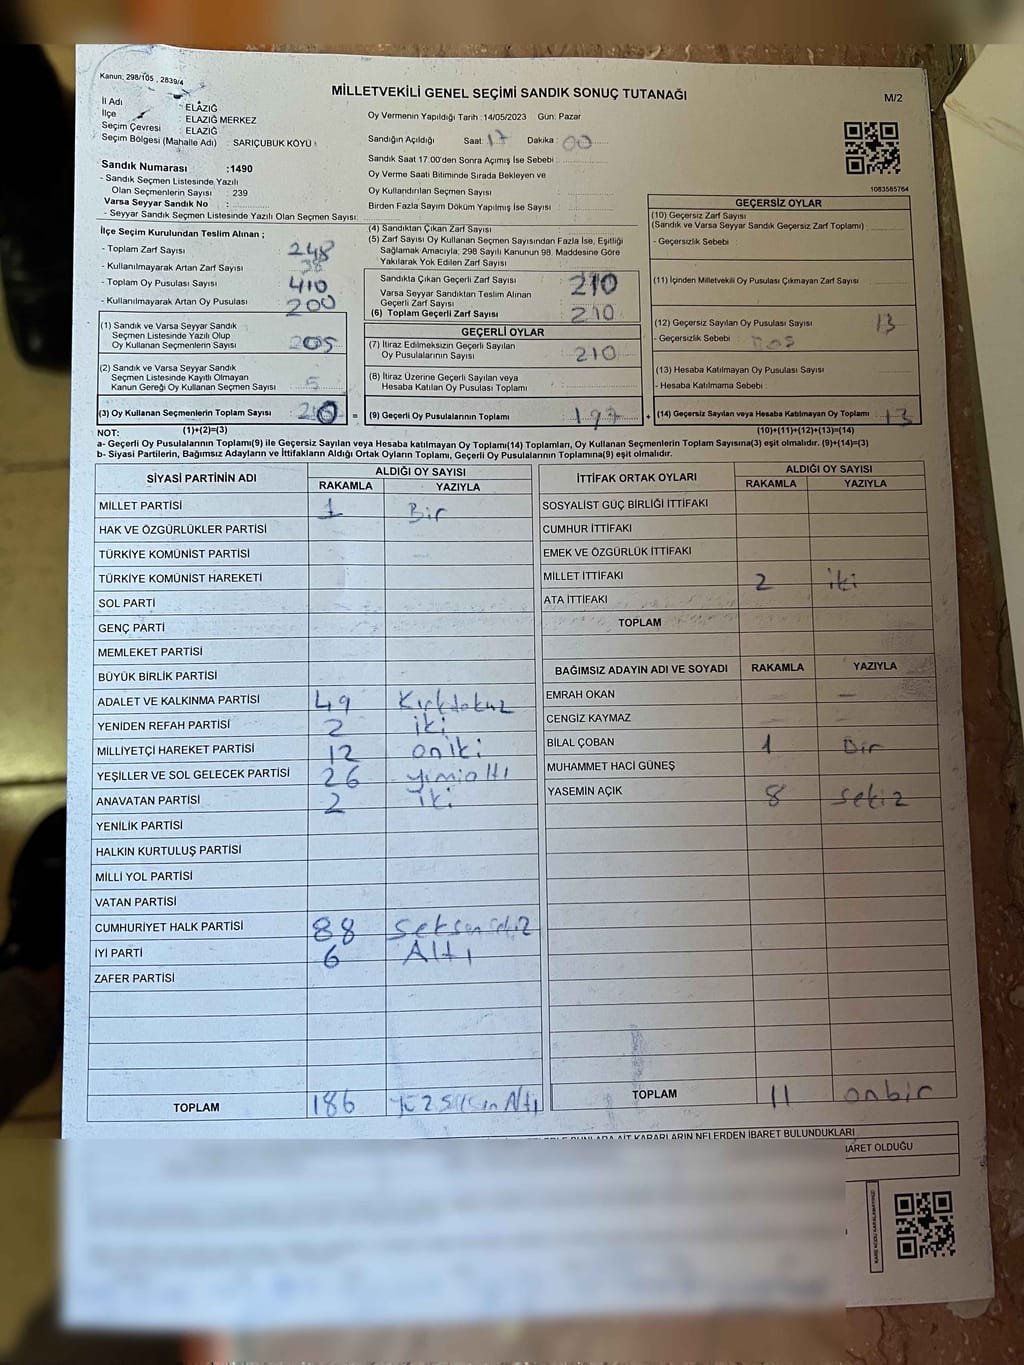 Kanun; 298/105 , 2839/4
MİLLETVEKİLİ GENEL SEÇİMİ SANDIK SONUÇ TUTANAĞI
M/2
İl Adı : ELAZIĞ
İlçe : ELAZIĞ MERKEZ
Seçim Çevresi : ELAZIĞ
Seçim Bölgesi (Mahalle Adı) : SARIÇUBUK KÖYÜ
Sandık Numarası :1490
- Sandık Seçmen Listesinde Yazılı
Olan Seçmenlerin Sayısı : 239
Varsa Seyyar Sandık No :
- Seyyar Sandık Seçmen Listesinde Yazılı Olan Seçmen Sayısı:
Oy Vermenin Yapıldığı Tarih :14/05/2023 Gün: Pazar
Sandığın Açıldığı Saat: 17 Dakika : 00
Sandık Saat 17.00'den Sonra Açımış İse Sebebi :
Oy Verme Saati Bitiminde Sırada Bekleyen ve
Oy Kullandırılan Seçmen Sayısı :
Birden Fazla Sayım Döküm Yapılmış İse Sayısı :
1083585764
İlçe Seçim Kurulundan Teslim Alınan ;
- Toplam Zarf Sayısı : 248
- Kullanılmayarak Artan Zarf Sayısı : 38
- Toplam Oy Pusulası Sayısı : 410
- Kullanılmayarak Artan Oy Pusulası : 200
(1) Sandık ve Varsa Seyyar Sandık
Seçmen Listesinde Yazılı Olup
Oy Kullanan Seçmenlerin Sayısı : 205
(2) Sandık ve Varsa Seyyar Sandık
Seçmen Listesinde Kayıtlı Olmayan
Kanun Gereği Oy Kullanan Seçmen Sayısı : 5
(3) Oy Kullanan Seçmenlerin Toplam Sayısı : 210
(1)+(2)=(3)
(4) Sandıktan Çıkan Zarf Sayısı :
(5) Zarf Sayısı Oy Kullanan Seçmen Sayısından Fazla İse, Eşitliği
Sağlamak Amacıyla; 298 Sayılı Kanunun 98. Maddesine Göre
Yakılarak Yok Edilen Zarf Sayısı :
Sandıkta Çıkan Geçerli Zarf Sayısı : 210
Varsa Seyyar Sandıktan Teslim Alınan
Geçerli Zarf Sayısı :
(6) Toplam Geçerli Zarf Sayısı : 210
GEÇERLİ OYLAR
(7) İtiraz Edilmeksizin Geçerli Sayılan
Oy Pusulalarının Sayısı : 210
(8) İtiraz Üzerine Geçerli Sayılan veya
Hesaba Katılan Oy Pusulası Toplamı :
= (9) Geçerli Oy Pusulalarının Toplamı : 197
GEÇERSİZ OYLAR
(10) Geçersiz Zarf Sayısı
(Sandık ve Varsa Seyyar Sandık Geçersiz Zarf Toplamı) :
- Geçersizlik Sebebi :
(11) İçinden Milletvekili Oy Pusulası Çıkmayan Zarf Sayısı :
(12) Geçersiz Sayılan Oy Pusulası Sayısı : 13
- Geçersizlik Sebebi :
(13) Hesaba Katılmayan Oy Pusulası Sayısı :
- Hesaba Katılmama Sebebi :
+ (14) Geçersiz Sayılan veya Hesaba Katılmayan Oy Toplamı : 13
(10)+(11)+(12)+(13)=(14)
NOT:
a- Geçerli Oy Pusulalarının Toplamı(9) ile Geçersiz Sayılan veya Hesaba katılmayan Oy Toplamı(14) Toplamları, Oy Kullanan Seçmenlerin Toplam Sayısına(3) eşit olmalıdır. (9)+(14)=(3)
b- Siyasi Partilerin, Bağımsız Adayların ve İttifakların Aldığı Ortak Oyların Toplamı, Geçerli Oy Pusulalarının Toplamına(9) eşit olmalıdır.
SİYASİ PARTİNİN ADI ALDIĞI OY SAYISI
RAKAMLA YAZIYLA
MİLLET PARTİSİ 1 Bir
HAK VE ÖZGÜRLÜKLER PARTİSİ
TÜRKİYE KOMÜNİST PARTİSİ
TÜRKİYE KOMÜNİST HAREKETİ
SOL PARTİ
GENÇ PARTİ
MEMLEKET PARTİSİ
BÜYÜK BİRLİK PARTİSİ
ADALET VE KALKINMA PARTİSİ 49 Kırkdokuz
YENİDEN REFAH PARTİSİ 2 iki
MİLLİYETÇİ HAREKET PARTİSİ 12 oniki
YEŞİLLER VE SOL GELECEK PARTİSİ 26
ANAVATAN PARTİSİ 2 iki
YENİLİK PARTİSİ
HALKIN KURTULUŞ PARTİSİ
MİLLİ YOL PARTİSİ
VATAN PARTİSİ
CUMHURİYET HALK PARTİSİ 88
İYİ PARTİ 6 Altı
ZAFER PARTİSİ
TOPLAM 186
İTTİFAK ORTAK OYLARI ALDIĞI OY SAYISI
RAKAMLA YAZIYLA
SOSYALİST GÜÇ BİRLİĞİ İTTİFAKI
CUMHUR İTTİFAKI
EMEK VE ÖZGÜRLÜK İTTİFAKI
MİLLET İTTİFAKI 2 iki
ATA İTTİFAKI
TOPLAM
BAĞIMSIZ ADAYIN ADI VE SOYADI RAKAMLA YAZIYLA
EMRAH OKAN —
CENGİZ KAYMAZ
BİLAL ÇOBAN 1 Bir
MUHAMMET HACI GÜNEŞ
YASEMİN AÇIK 8 sekiz
TOPLAM 11 onbir
AİT KARARLARIN NELERDEN İBARET BULUNDUKLARI
İBARET OLDUĞU